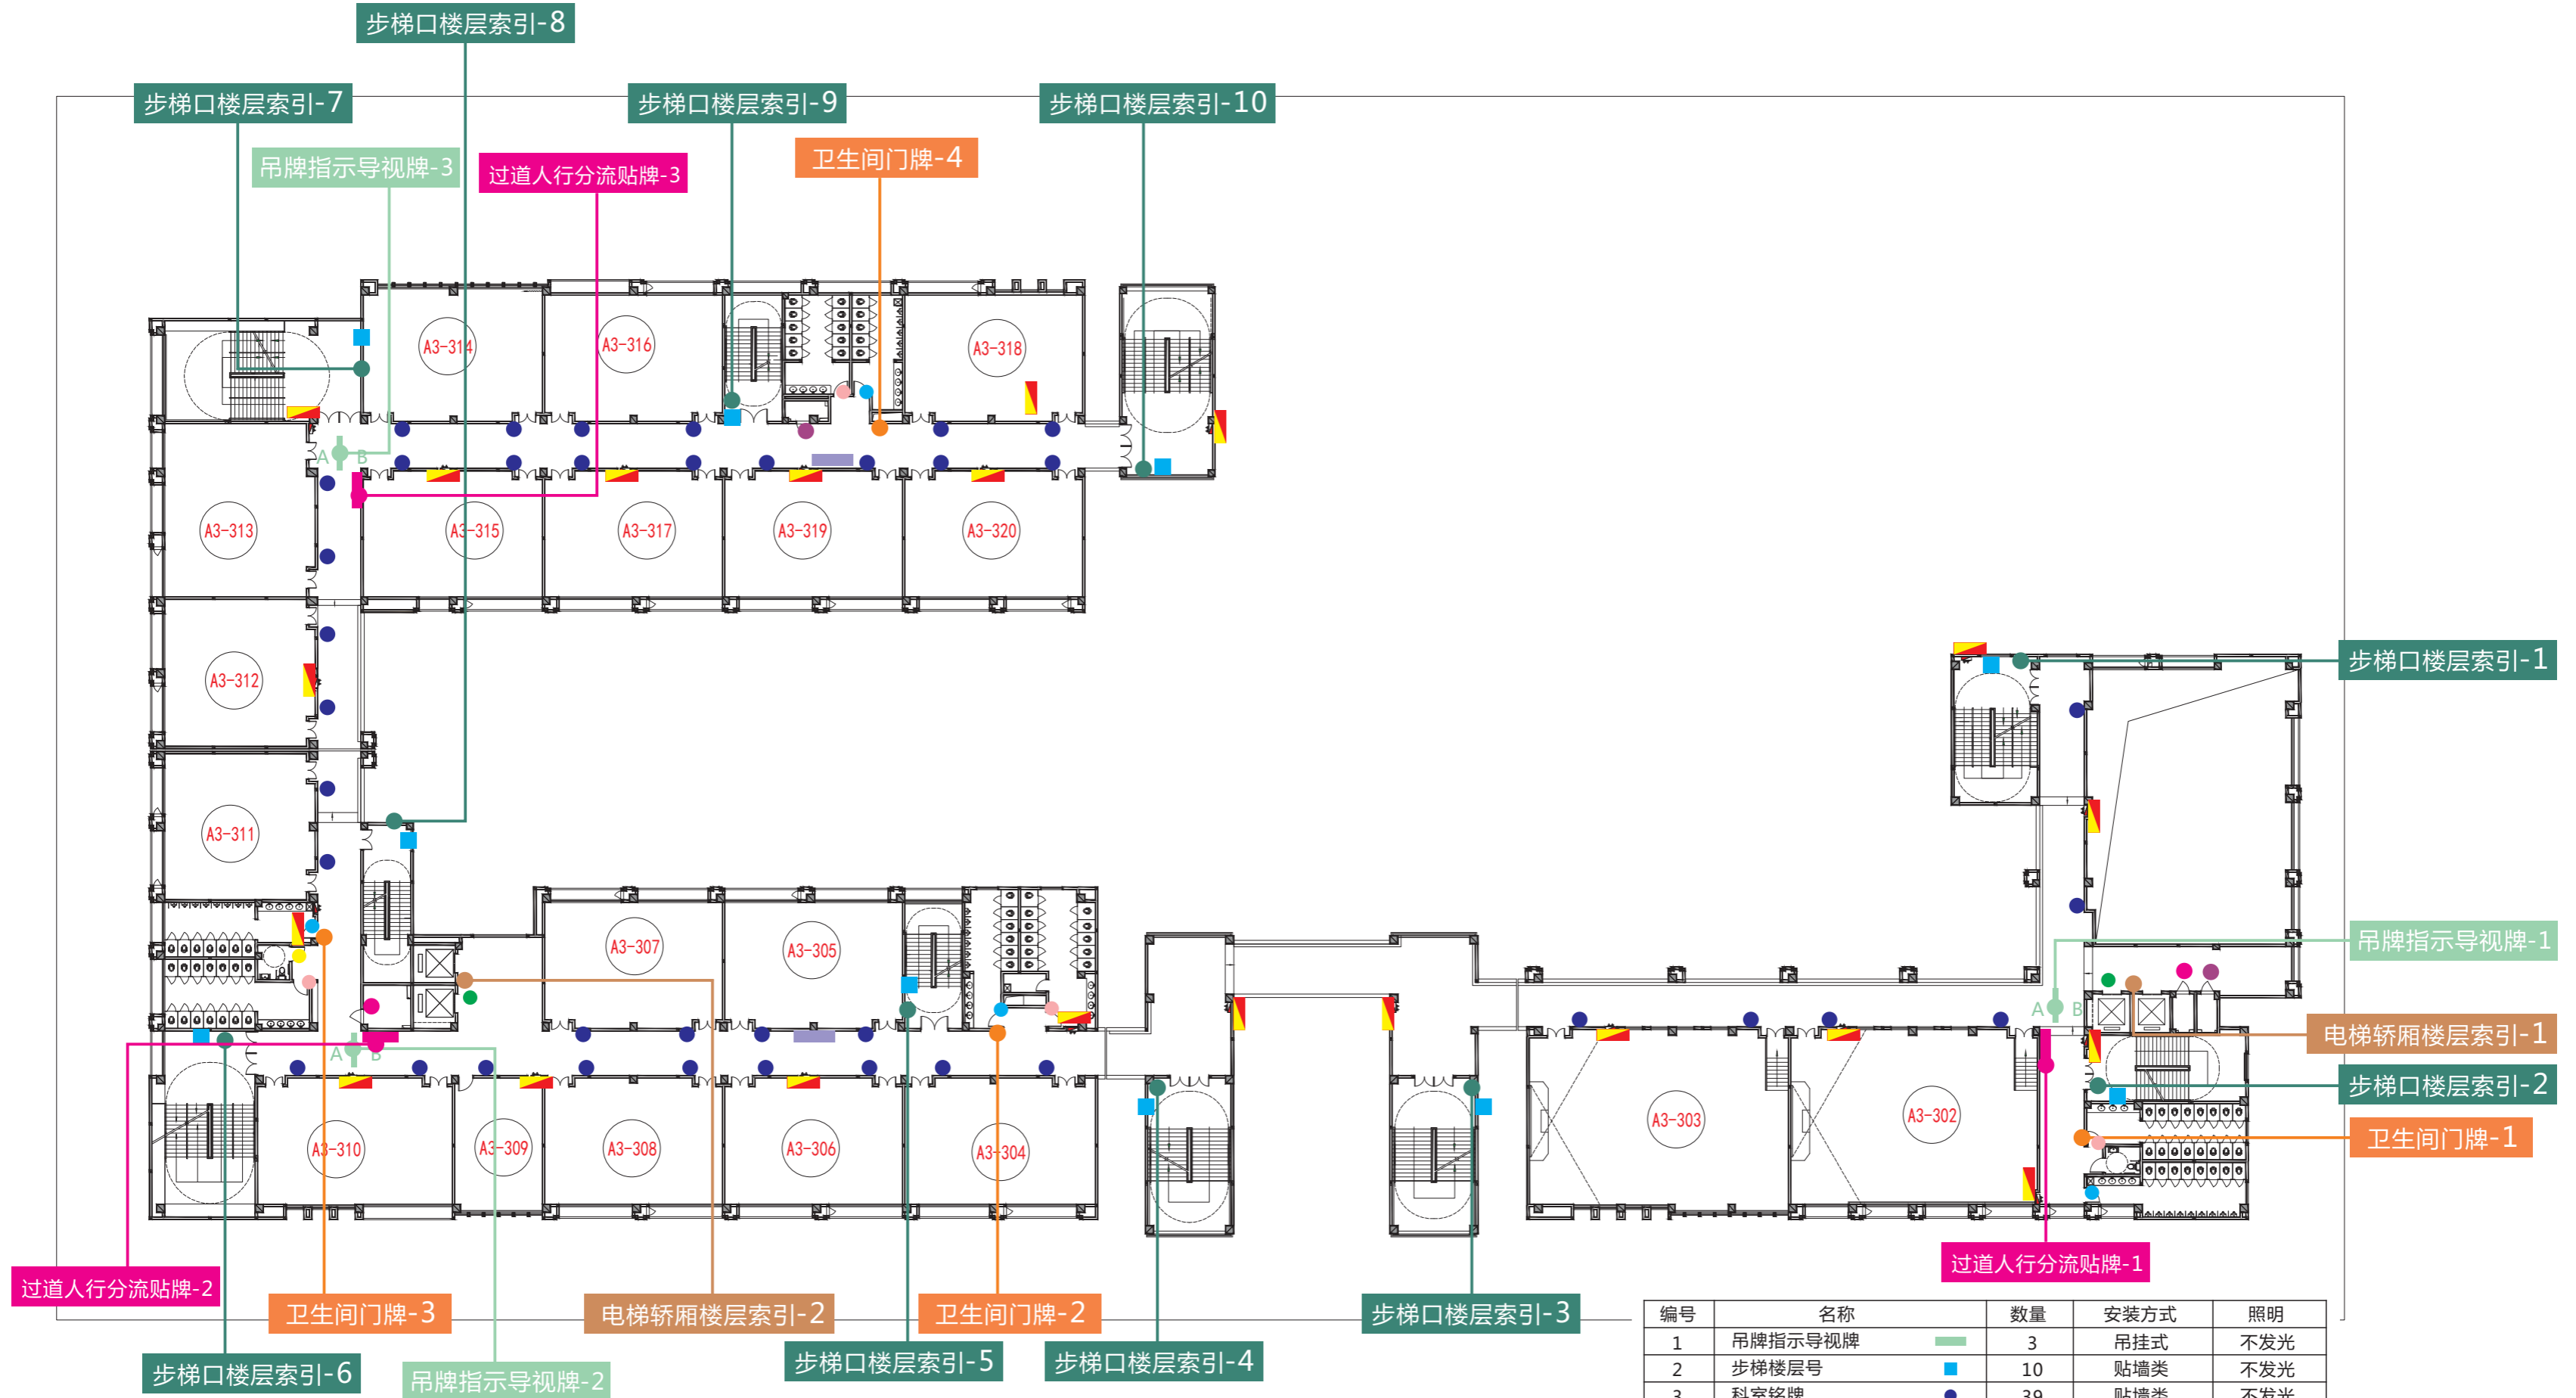 步梯口楼层索引-8
步梯口楼层索引-7
步梯口楼层索引-9
步梯口楼层索引-10
吊牌指示导视牌-3
过道人行分流贴牌-3
卫生间门牌-4
A3-314
A3-316
A3-318
A B
A3-313
A3-315
A3-317
A3-319
A3-320
A3-312
步梯口楼层索引-1
A3-311
A3-307
A3-305
吊牌指示导视牌-1
A B
电梯轿厢楼层索引-1
A B
步梯口楼层索引-2
A3-303
A3-302
卫生间门牌-1
A3-310
A3-309
A3-308
A3-306
A3-304
过道人行分流贴牌-1
过道人行分流贴牌-2
卫生间门牌-3
电梯轿厢楼层索引-2
卫生间门牌-2
步梯口楼层索引-3
步梯口楼层索引-6
吊牌指示导视牌-2
步梯口楼层索引-5
步梯口楼层索引-4
编号 名称 数量 安装方式 照明
1 吊牌指示导视牌 3 吊挂式 不发光
2 步梯楼层号 10 贴墙类 不发光
3 科室铭牌 39 贴墙类 不发光